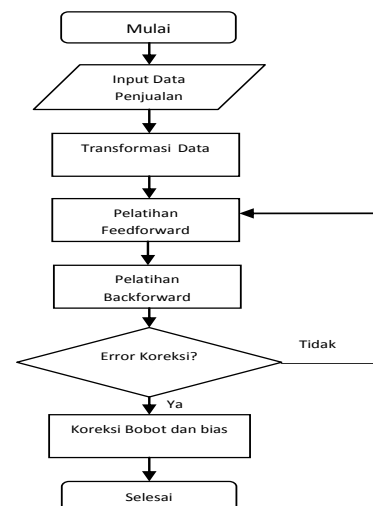 Mulai
Input Data
Penjualan
Transformasi Data
Pelatihan
Feedforward
Pelatihan
Backforward
Error Koreksi?
Tidak
Ya
Koreksi Bobot dan bias
Selesai